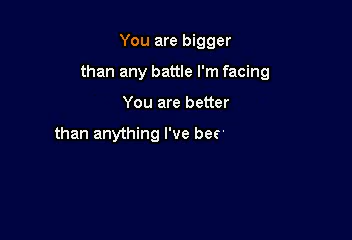 You are bigger
than any battle I'm facing
You are better
than anything I've